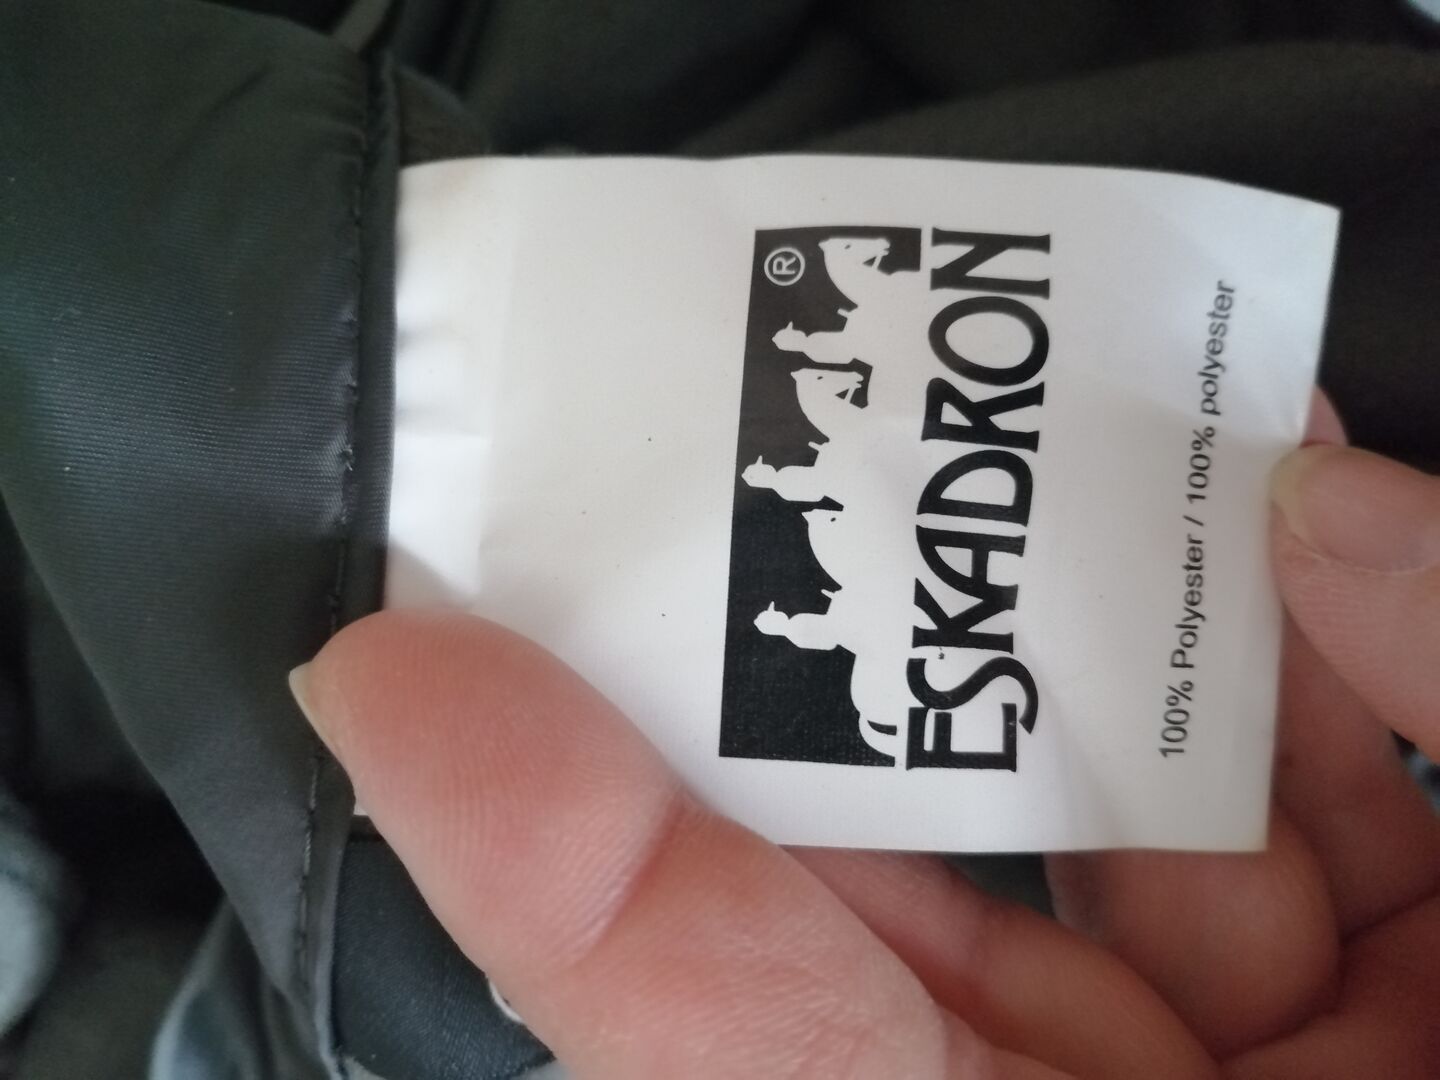 ®
ESKADRON
100% Polyester / 100% polyester